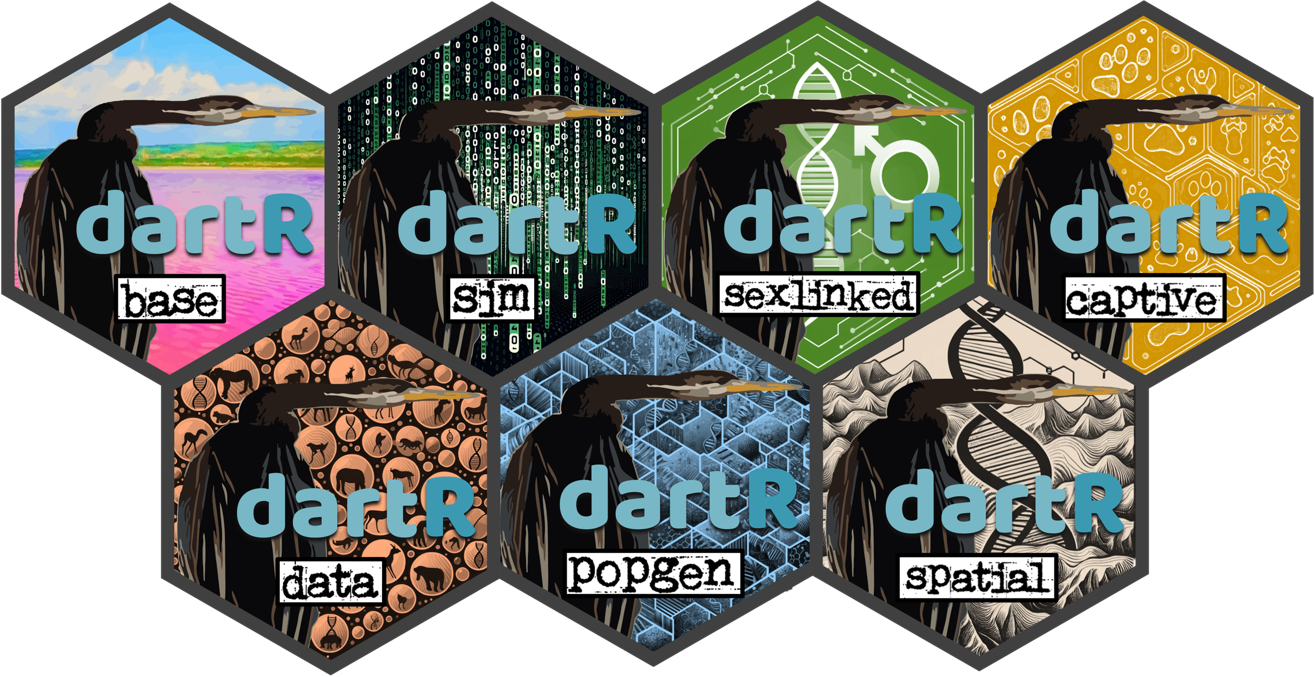 dartR
base
dartR
sim
dartR
sexlinked
dartR
captive
dartR
data
dartR
popgen
dartR
spatial